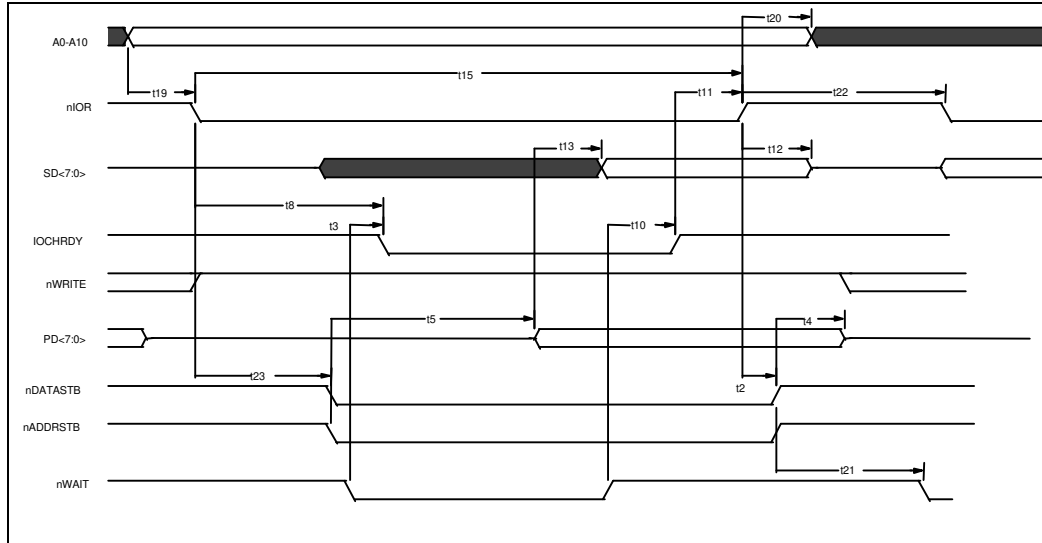 t20
A0-A10
t15
t19
t11
t22
nIOR
t13
t12
SD<7:0>
t8
t3
t10
IOCHRDY
nWRITE
t5
t4
PD<7:0>
t23
t2
nDATASTB
nADDRSTB
t21
nWAIT